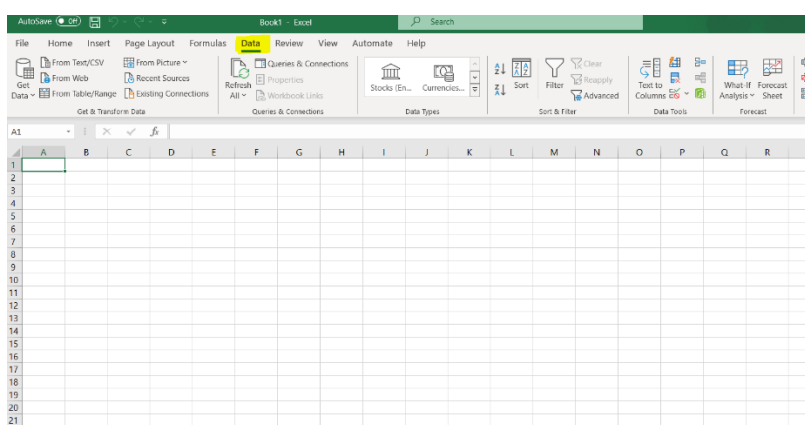 AutoSave Off Book1 - Excel Search
File Home Insert Page Layout Formulas Data Review View Automate Help
From Text/CSV From Picture Queries & Connections Clear
From Web Recent Sources Properties Reapply
From Table/Range Existing Connections Workbook Links Advanced
Get Data Refresh All Stocks (En... Currencies... Sort Filter Text to Columns What-If Analysis Forecast Sheet
Get & Transform Data Queries & Connections Data Types Sort & Filter Data Tools Forecast
A1 fx
A B C D E F G H I J K L M N O P Q R
1
2
3
4
5
6
7
8
9
10
11
12
13
14
15
16
17
18
19
20
21